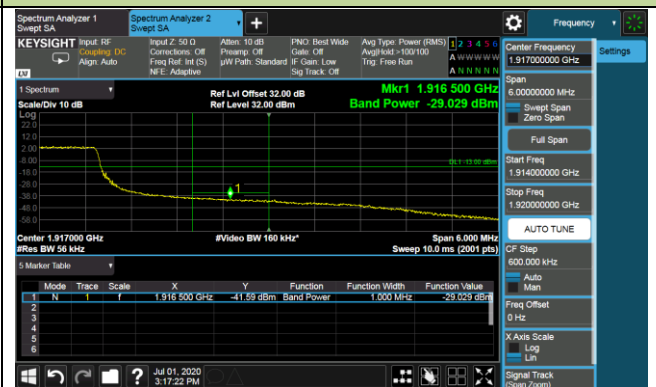 Spectrum Analyzer 1
Swept SA
Spectrum Analyzer 2
Swept SA
+
Frequency
KEYSIGHT
Input: RF
Coupling: DC
Align: Auto
Input Z: 50 Ω
Corrections: Off
Freq Ref: Int (S)
NFE: Adaptive
Atten: 10 dB
Preamp: Off
µW Path: Standard
PNO: Best Wide
Gate: Off
IF Gain: Low
Sig Track: Off
Avg Type: Power (RMS)
Avg|Hold:>100/100
Trig: Free Run
1 2 3 4 5 6
A W W W W W
A N N N N N
LXI
1 Spectrum
Scale/Div 10 dB
Log
Ref Lvl Offset 32.00 dB
Ref Level 32.00 dBm
Mkr1 1.916 500 GHz
Band Power -29.029 dBm
22.0
12.0
2.00
-8.00
-18.0
-28.0
-38.0
-48.0
-58.0
DL1 -13.00 dBm
1
Center 1.917000 GHz
#Res BW 56 kHz
#Video BW 160 kHz*
Span 6.000 MHz
Sweep 10.0 ms (2001 pts)
5 Marker Table
Mode Trace Scale X Y Function Function Width Function Value
1 N 1 f 1.916 500 GHz -41.59 dBm Band Power 1.000 MHz -29.029 dBm
2
3
4
5
6
Jul 01, 2020
3:17:22 PM
Center Frequency
1.917000000 GHz
Settings
Span
6.00000000 MHz
Swept Span
Zero Span
Full Span
Start Freq
1.914000000 GHz
Stop Freq
1.920000000 GHz
AUTO TUNE
CF Step
600.000 kHz
Auto
Man
Freq Offset
0 Hz
X Axis Scale
Log
Lin
Signal Track
(Span Zoom)